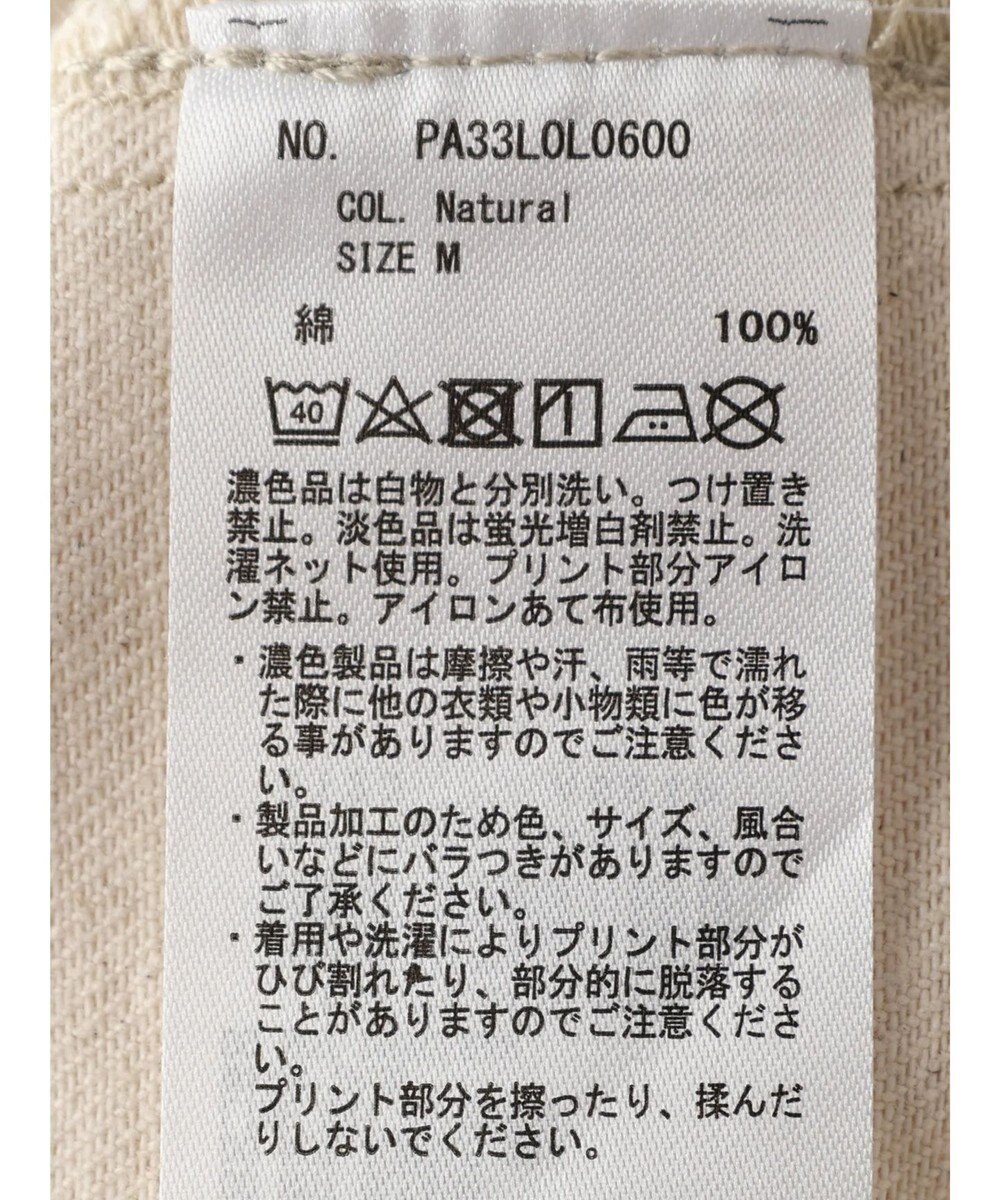 NO. PA33L0L0600
COL. Natural
SIZE M
綿 100%
40
濃色品は白物と分別洗い。つけ置き
禁止。淡色品は蛍光増白剤禁止。洗
濯ネット使用。プリント部分アイロ
ン禁止。アイロンあて布使用。
・濃色製品は摩擦や汗、雨等で濡れ
た際に他の衣類や小物類に色が移
る事がありますのでご注意くださ
い。
・製品加工のため色、サイズ、風合
いなどにバラつきがありますので
ご了承ください。
・着用や洗濯によりプリント部分が
ひび割れたり、部分的に脱落する
ことがありますのでご注意くださ
い。
プリント部分を擦ったり、揉んだ
りしないでください。